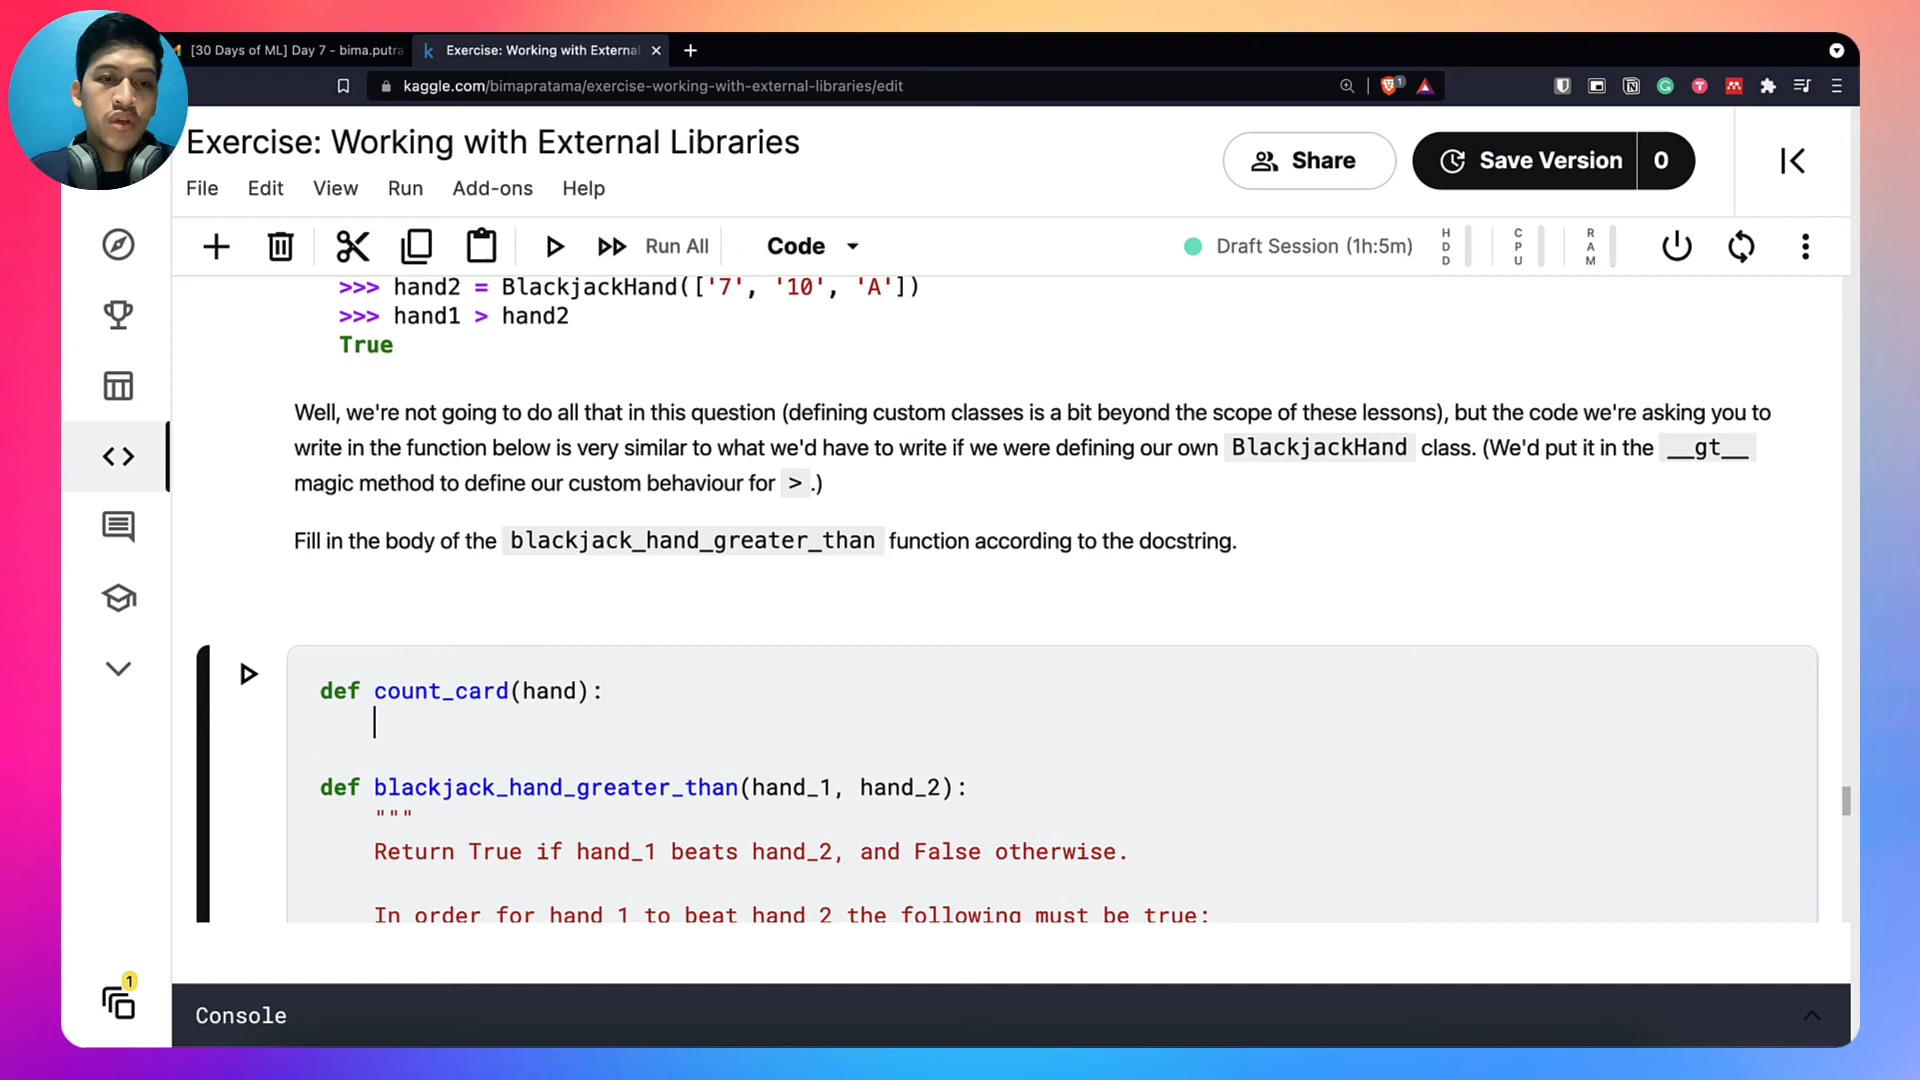 [30 Days of ML] Day 7 - bima.putra
Exercise: Working with External
kaggle.com/bimapratama/exercise-working-with-external-libraries/edit
1
Exercise: Working with External Libraries
Share
Save Version
0
File
Edit
View
Run
Add-ons
Help
Run All
Code
Draft Session (1h:5m)
HDD
CPU
RAM
>>> hand2 = BlackjackHand(['7', '10', 'A'])
>>> hand1 > hand2
True
Well, we're not going to do all that in this question (defining custom classes is a bit beyond the scope of these lessons), but the code we're asking you to
write in the function below is very similar to what we'd have to write if we were defining our own BlackjackHand class. (We'd put it in the __gt__
magic method to define our custom behaviour for > .)
Fill in the body of the blackjack_hand_greater_than function according to the docstring.
def count_card(hand):
def blackjack_hand_greater_than(hand_1, hand_2):
"""
Return True if hand_1 beats hand_2, and False otherwise.
In order for hand_1 to beat hand_2 the following must be true:
1
Console